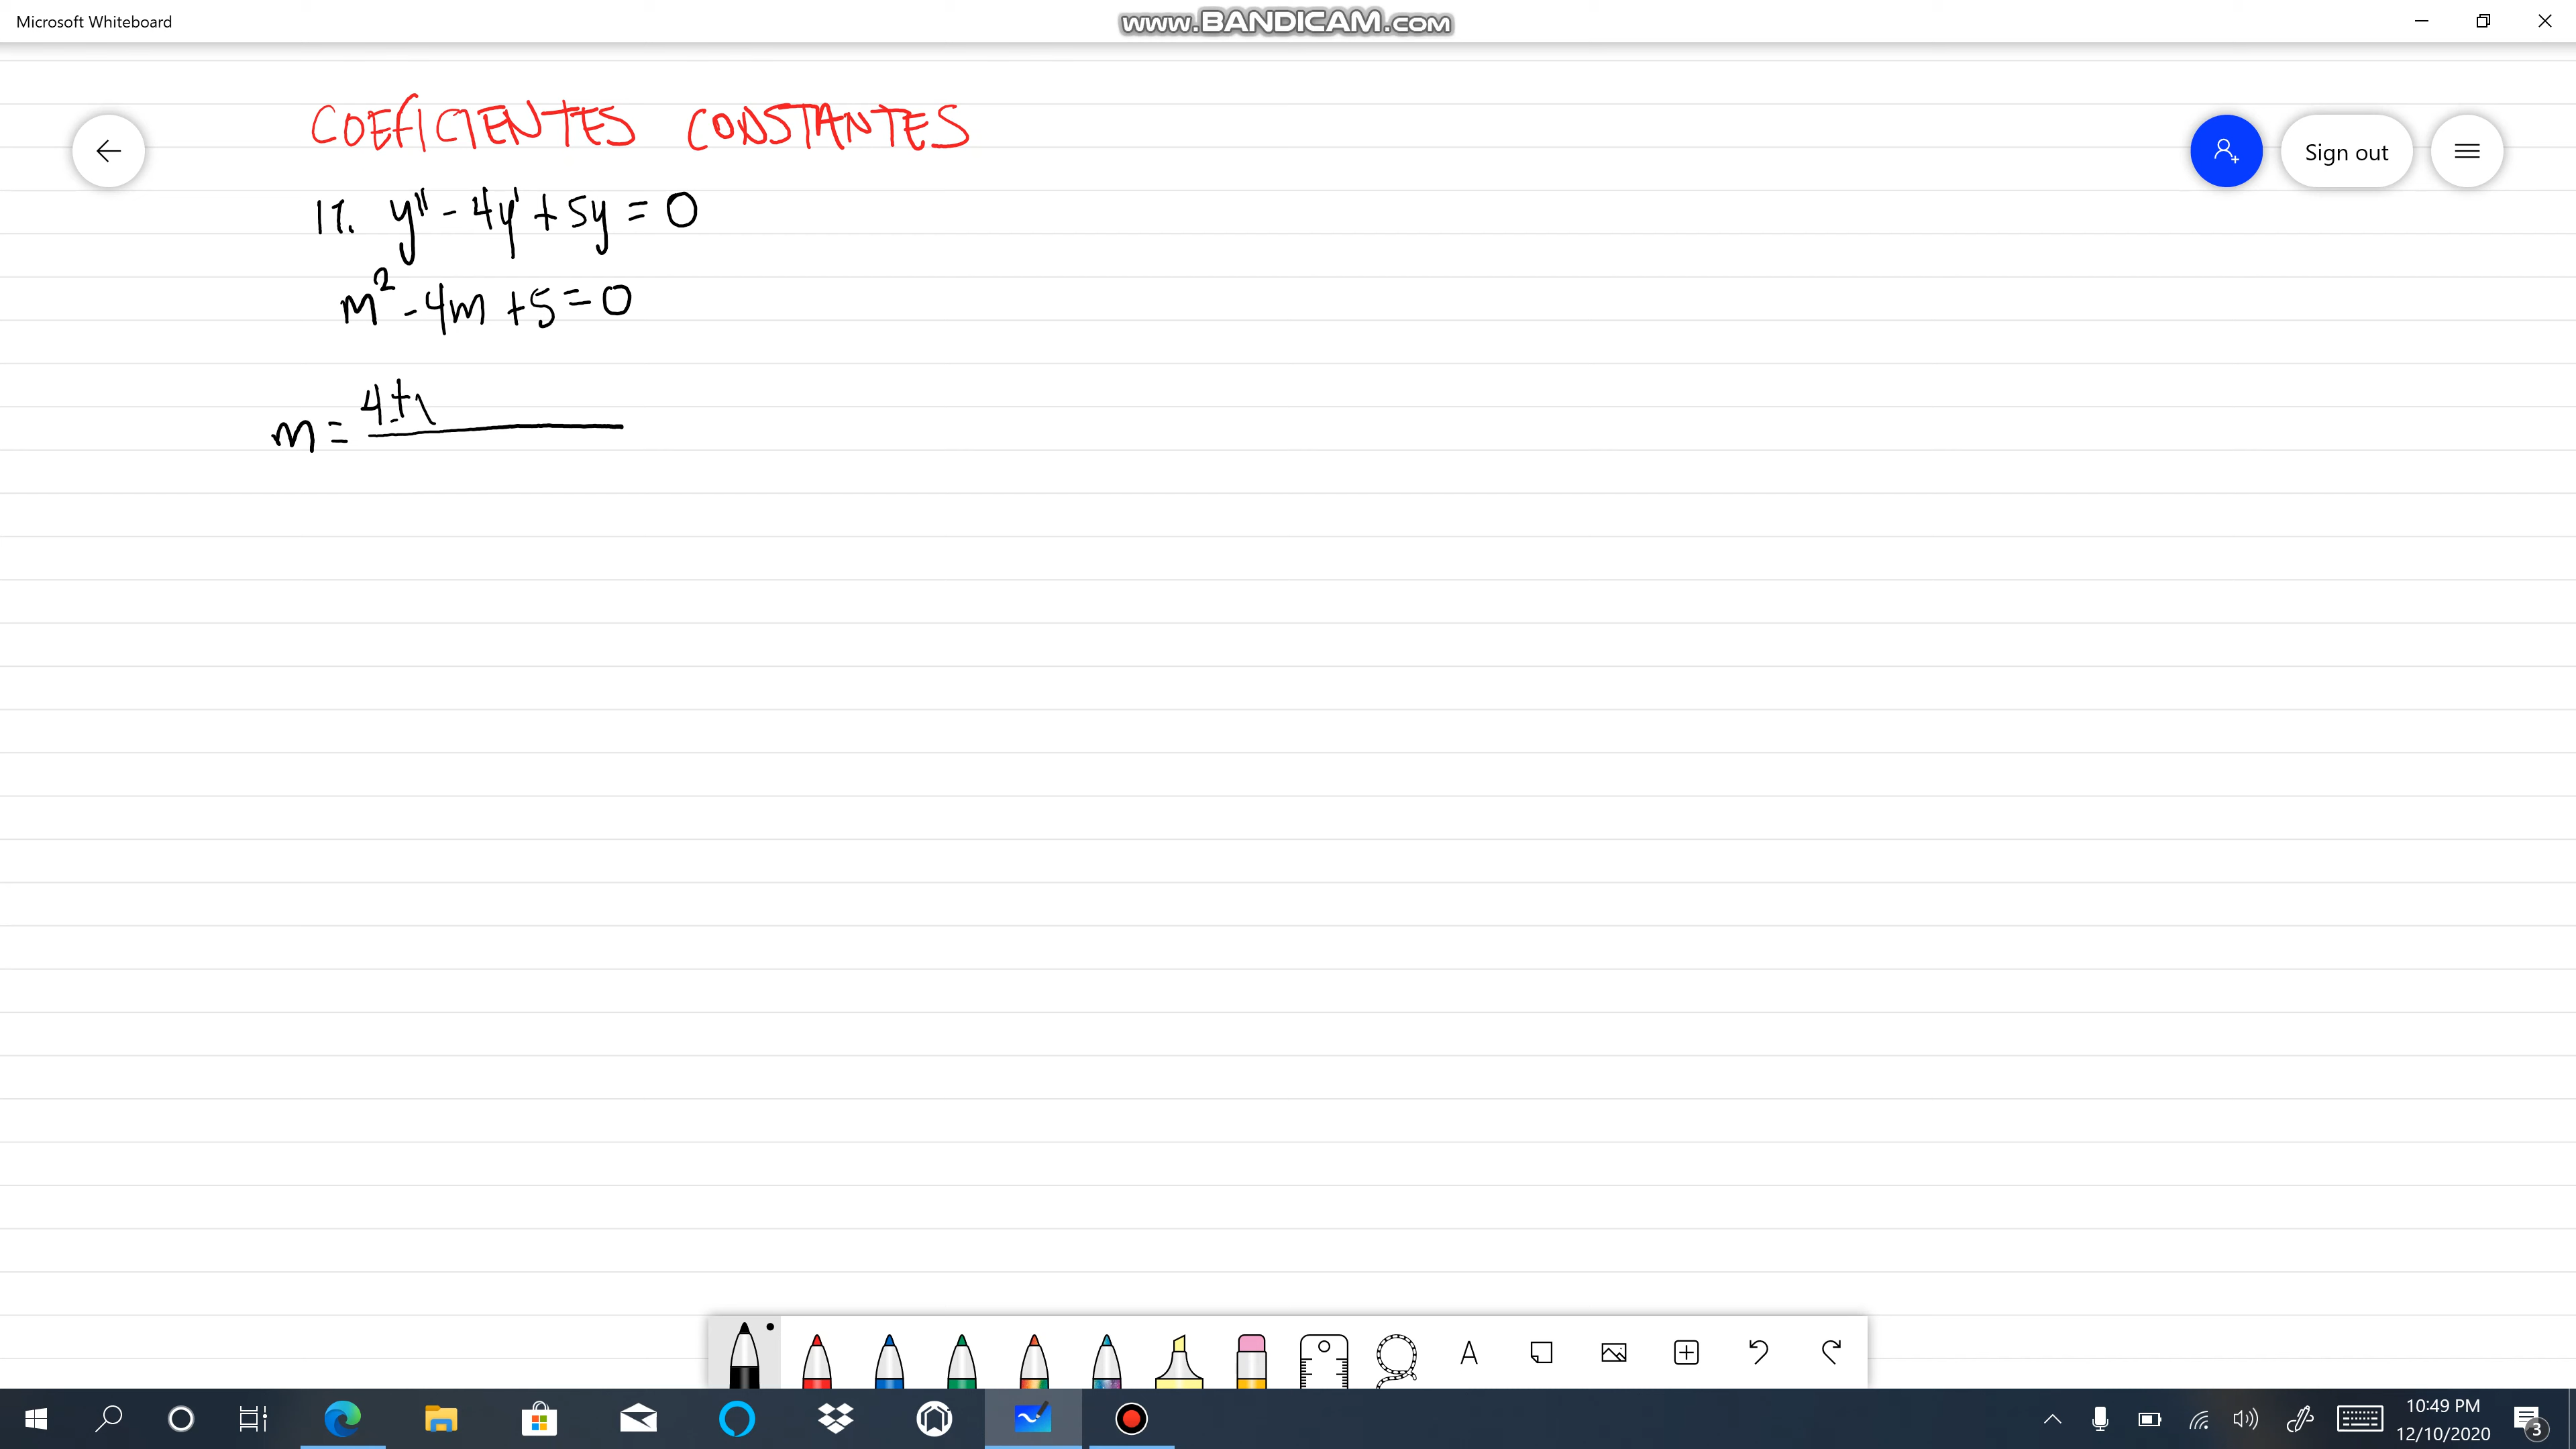 Microsoft Whiteboard
www.BANDICAM.com
COEFICIENTES CONSTANTES
Sign out
17. y'' - 4y' + 5y = 0
m² - 4m + 5 = 0
m = 4±
A
10:49 PM
12/10/2020
3